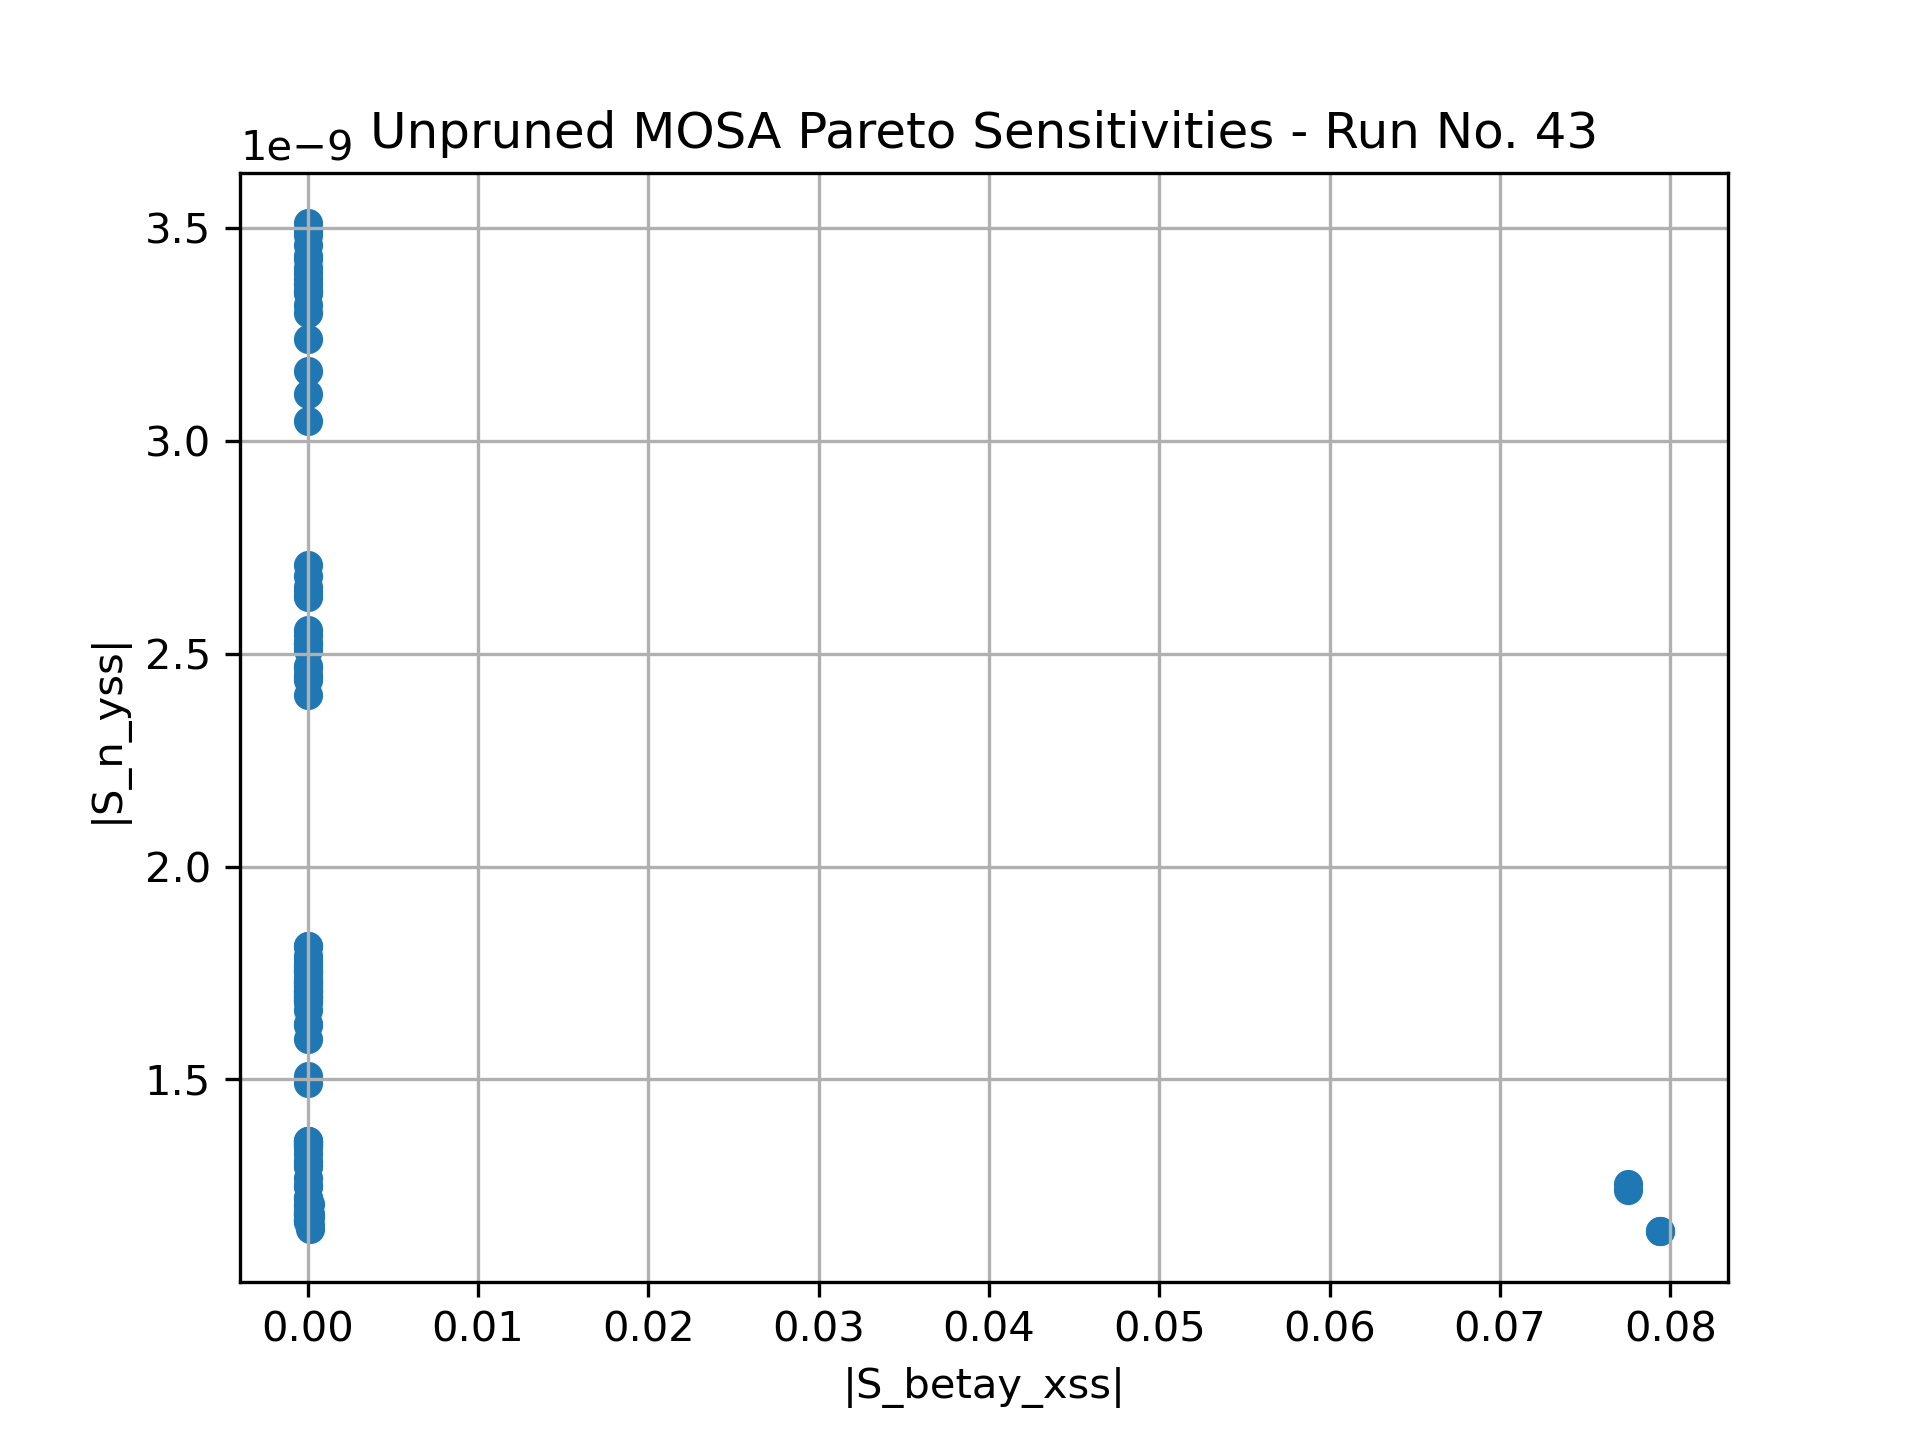 Unpruned MOSA Pareto Sensitivities - Run No. 43
1e−9
3.5
3.0
2.5
2.0
1.5
|S_n_yss|
0.00 0.01 0.02 0.03 0.04 0.05 0.06 0.07 0.08
|S_betay_xss|